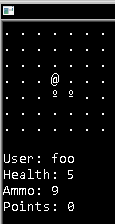 . . . . . . .
. . . . . . .
. . . . . . .
. . . @ . . .
. . . º º . .
. . . . . . .
. . . . . . .
User: foo
Health: 5
Ammo: 9
Points: 0